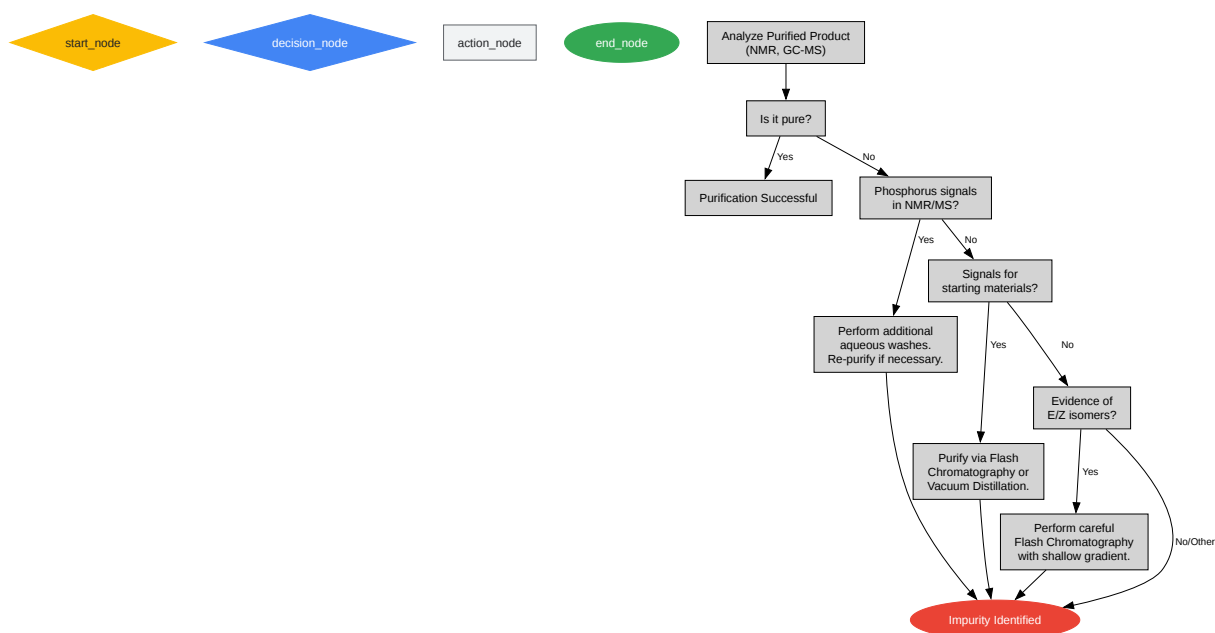 start_node
decision_node
action_node
end_node
Analyze Purified Product
(NMR, GC-MS)
Is it pure?
Yes
No
Purification Successful
Phosphorus signals
in NMR/MS?
Yes
No
Signals for
starting materials?
Perform additional
aqueous washes.
Re-purify if necessary.
Yes
No
Evidence of
E/Z isomers?
Purify via Flash
Chromatography or
Vacuum Distillation.
Yes
Perform careful
Flash Chromatography
with shallow gradient.
No/Other
Impurity Identified